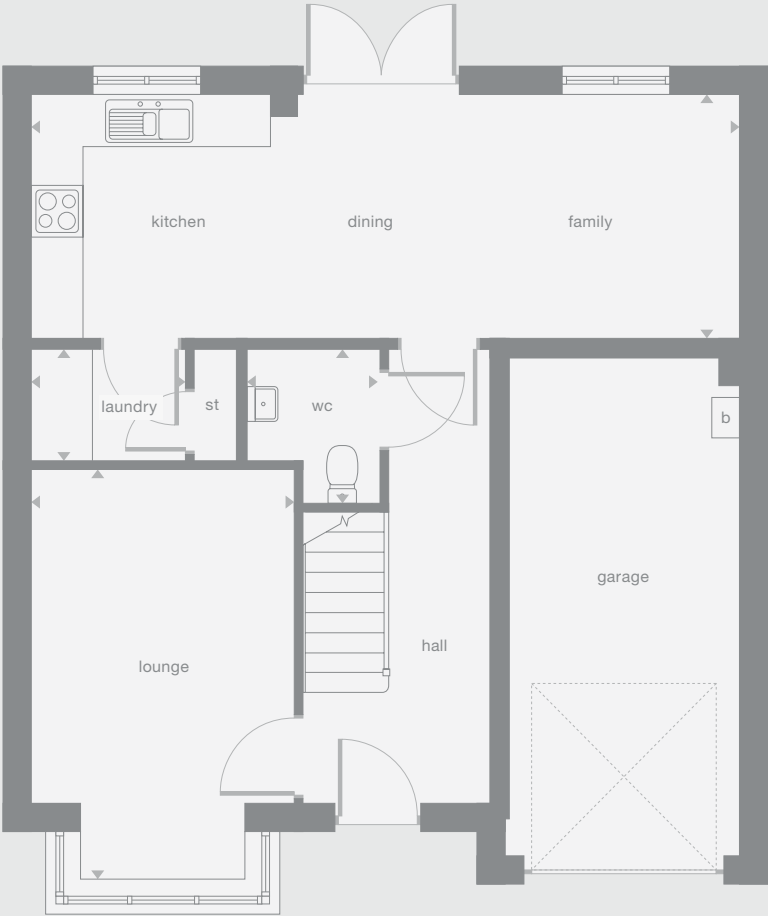 kitchen
dining
family
laundry
st
wc
b
garage
hall
lounge